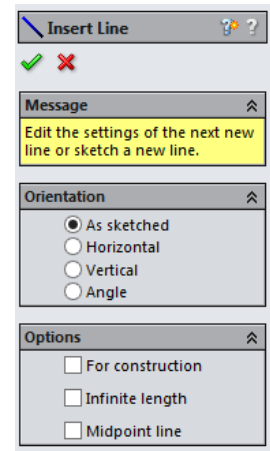 Insert Line
?
Message
Edit the settings of the next new
line or sketch a new line.
Orientation
As sketched
Horizontal
Vertical
Angle
Options
For construction
Infinite length
Midpoint line